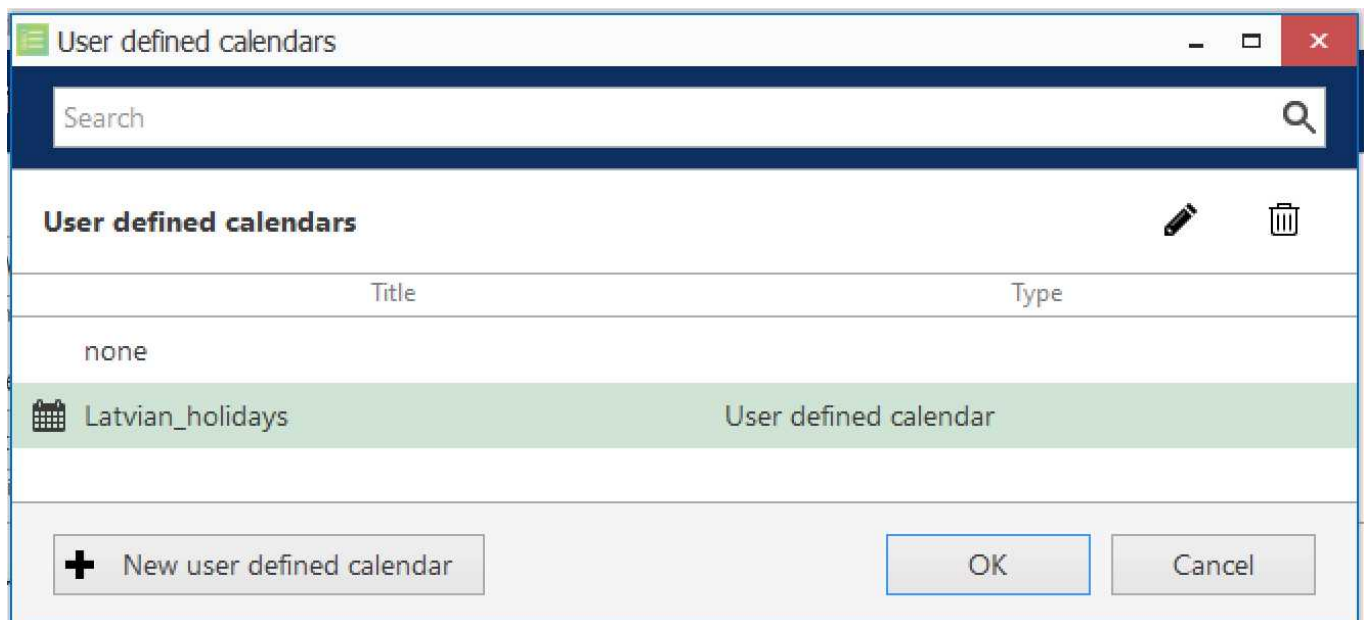 User defined calendars
Search
User defined calendars
Title Type
none
Latvian_holidays User defined calendar
New user defined calendar OK Cancel